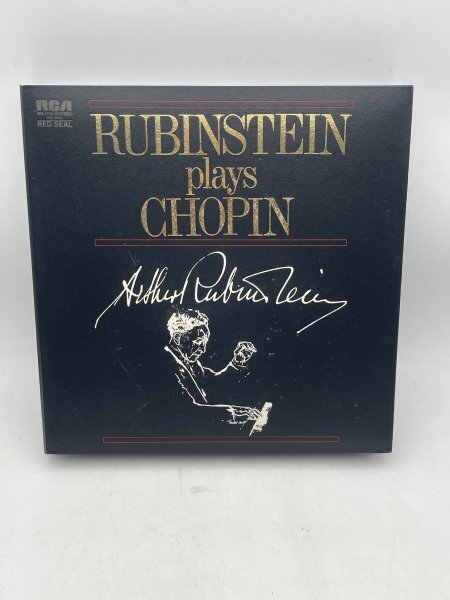 RCA
RED SEAL
RUBINSTEIN
plays
CHOPIN
Arthur Rubinstein